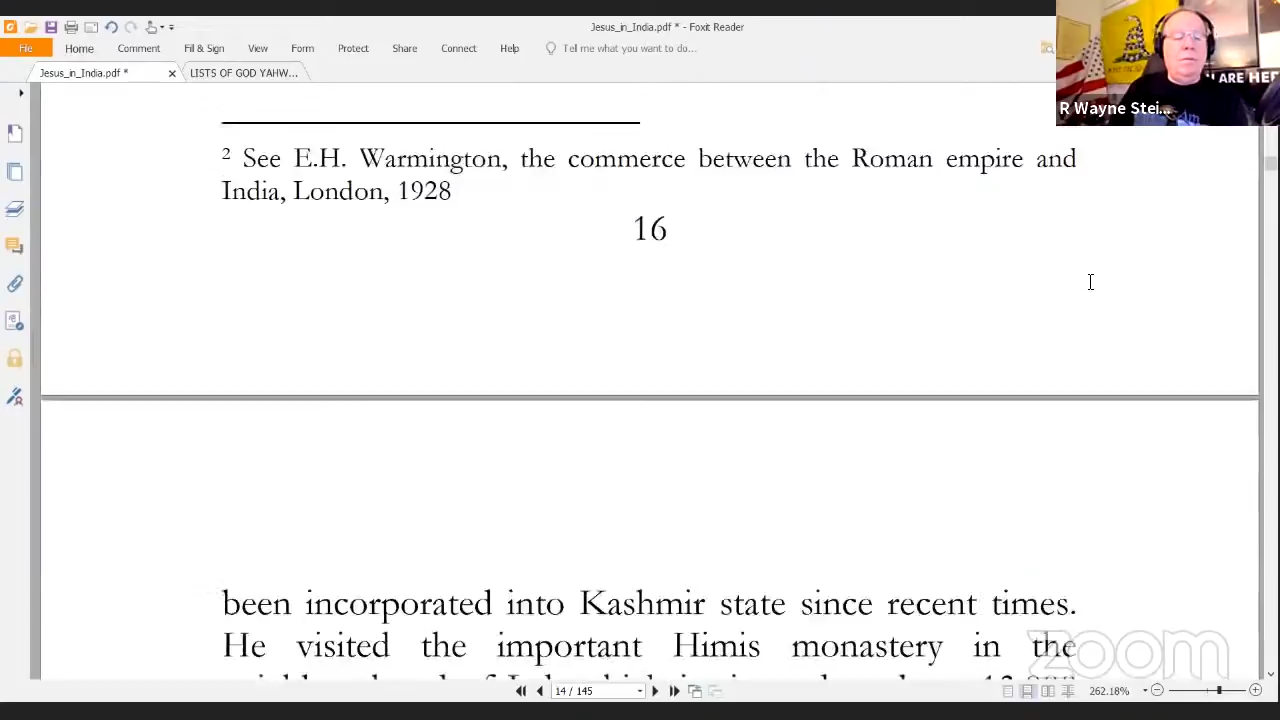 Jesus_in_India.pdf * - Foxit Reader
File Home Comment Fill & Sign View Form Protect Share Connect Help Tell me what you want to do...
Jesus_in_India.pdf * LISTS OF GOD YAHW...
ARE HE
R Wayne Stei...
2 See E.H. Warmington, the commerce between the Roman empire and
India, London, 1928
16
been incorporated into Kashmir state since recent times.
He visited the important Himis monastery in the
zoom
14 / 145 262.18%